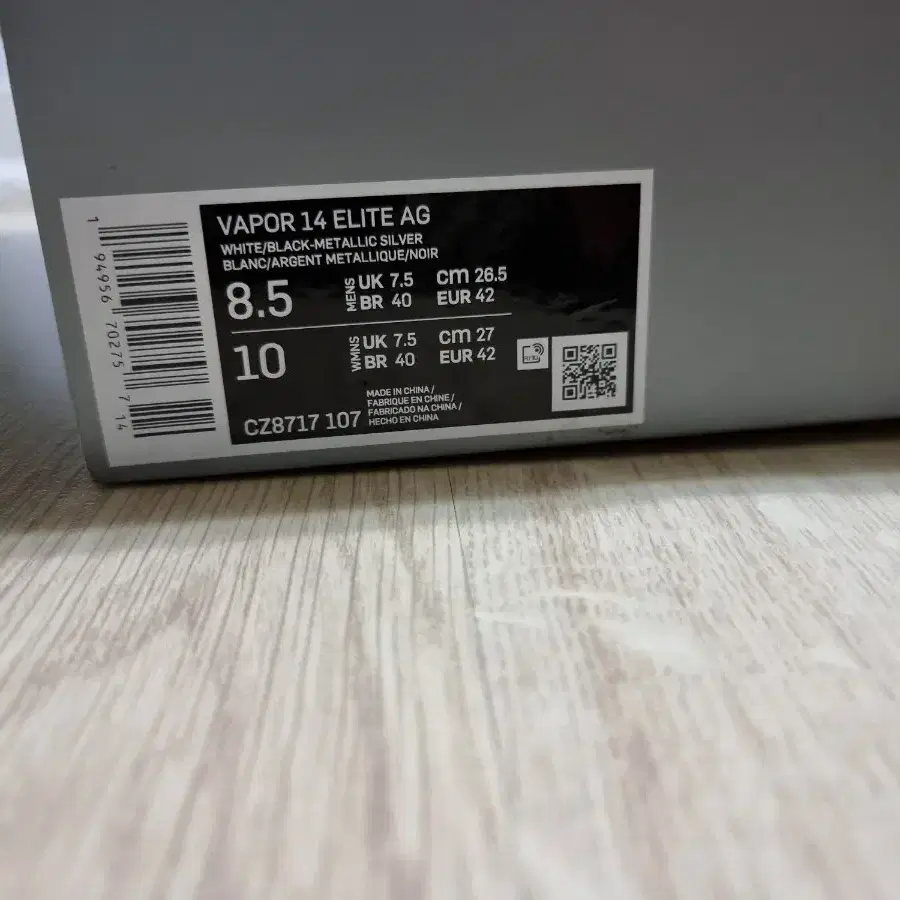 VAPOR 14 ELITE AG
WHITE/BLACK-METALLIC SILVER
BLANC/ARGENT METALLIQUE/NOIR
8.5 MENS UK 7.5 cm 26.5
BR 40 EUR 42
10 WMNS UK 7.5 cm 27
BR 40 EUR 42
CZ8717 107
MADE IN CHINA /
FABRIQUE EN CHINE /
FABRICADO NA CHINA /
HECHO EN CHINA
1 94956 70275 7 4